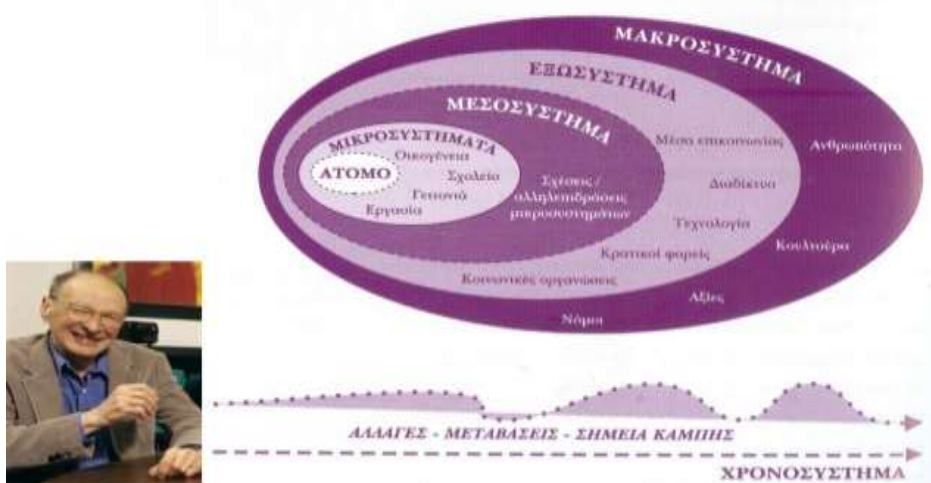 ΜΑΚΡΟΣΥΣΤΗΜΑ
ΕΞΩΣΥΣΤΗΜΑ
ΜΕΣΟΣΥΣΤΗΜΑ
ΜΙΚΡΟΣΥΣΤΗΜΑΤΑ
ΑΤΟΜΟ
Οικογένεια
Σχολείο
Γειτονιά
Εργασία
Σχέσεις /
αλληλεπιδράσεις
μικροσυστημάτων
Μέσα επικοινωνίας
Διαδίκτυο
Τεχνολογία
Κρατικοί φορείς
Κοινωνικές οργανώσεις
Ανθρωπότητα
Κουλτούρα
Αξίες
Νόμοι
ΑΛΛΑΓΕΣ - ΜΕΤΑΒΑΣΕΙΣ - ΣΗΜΕΙΑ ΚΑΜΠΗΣ
ΧΡΟΝΟΣΥΣΤΗΜΑ